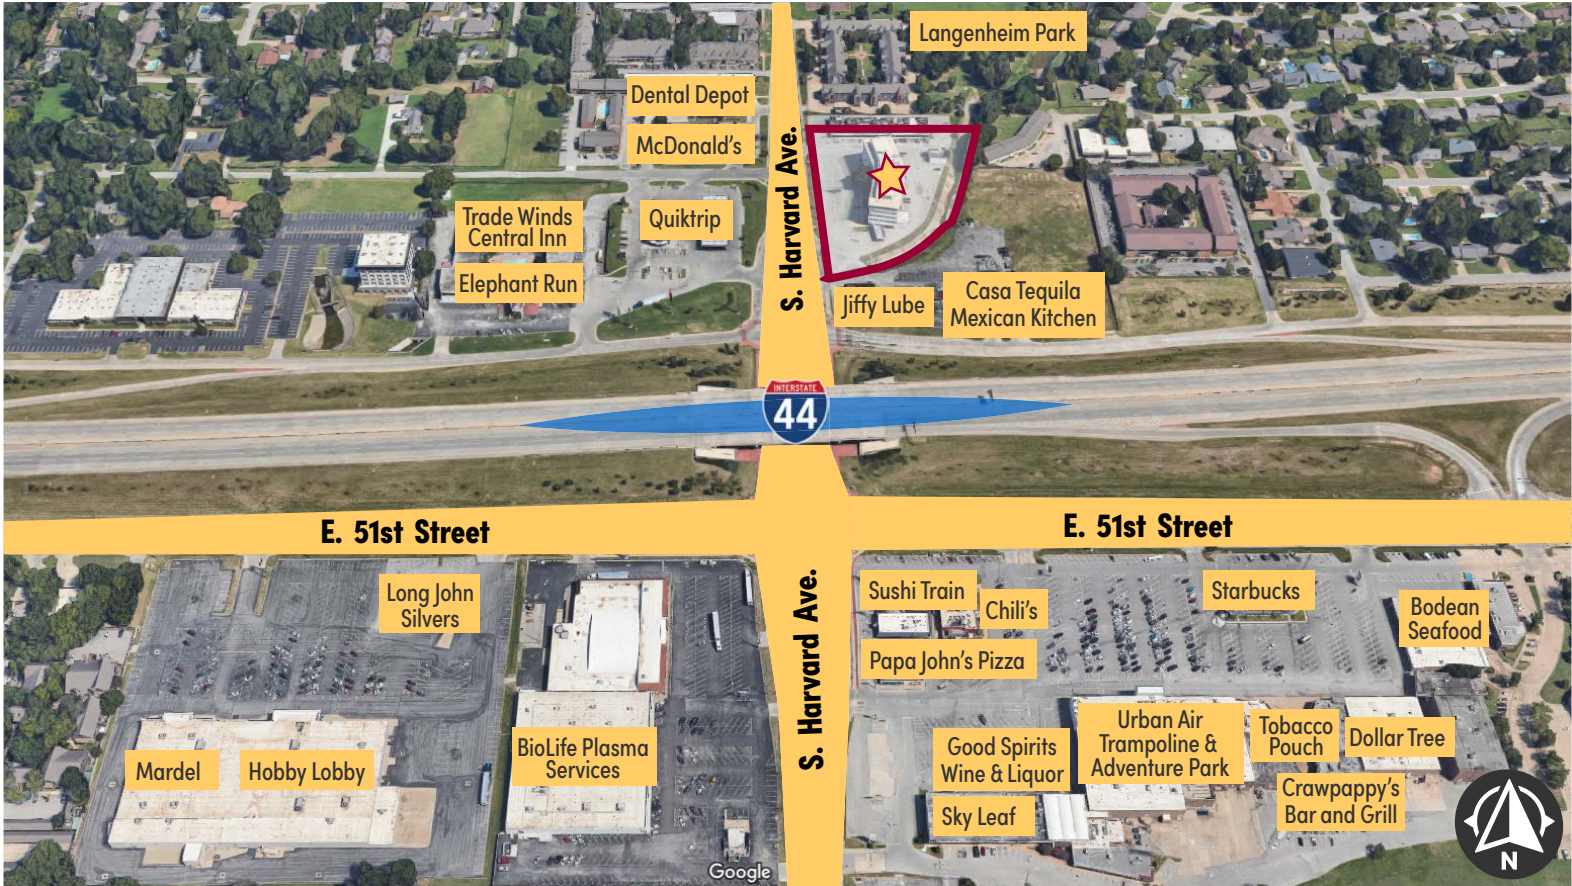 Langenheim Park
Dental Depot
McDonald's
S. Harvard Ave.
Trade Winds
Central Inn
Quiktrip
Elephant Run
Jiffy Lube
Casa Tequila
Mexican Kitchen
INTERSTATE
44
E. 51st Street
E. 51st Street
Long John
Silvers
Sushi Train
Chili's
Starbucks
Bodean
Seafood
Papa John's Pizza
S. Harvard Ave.
Mardel
Hobby Lobby
BioLife Plasma
Services
Good Spirits
Wine & Liquor
Urban Air
Trampoline &
Adventure Park
Tobacco
Pouch
Dollar Tree
Sky Leaf
Crawpappy's
Bar and Grill
Google
N